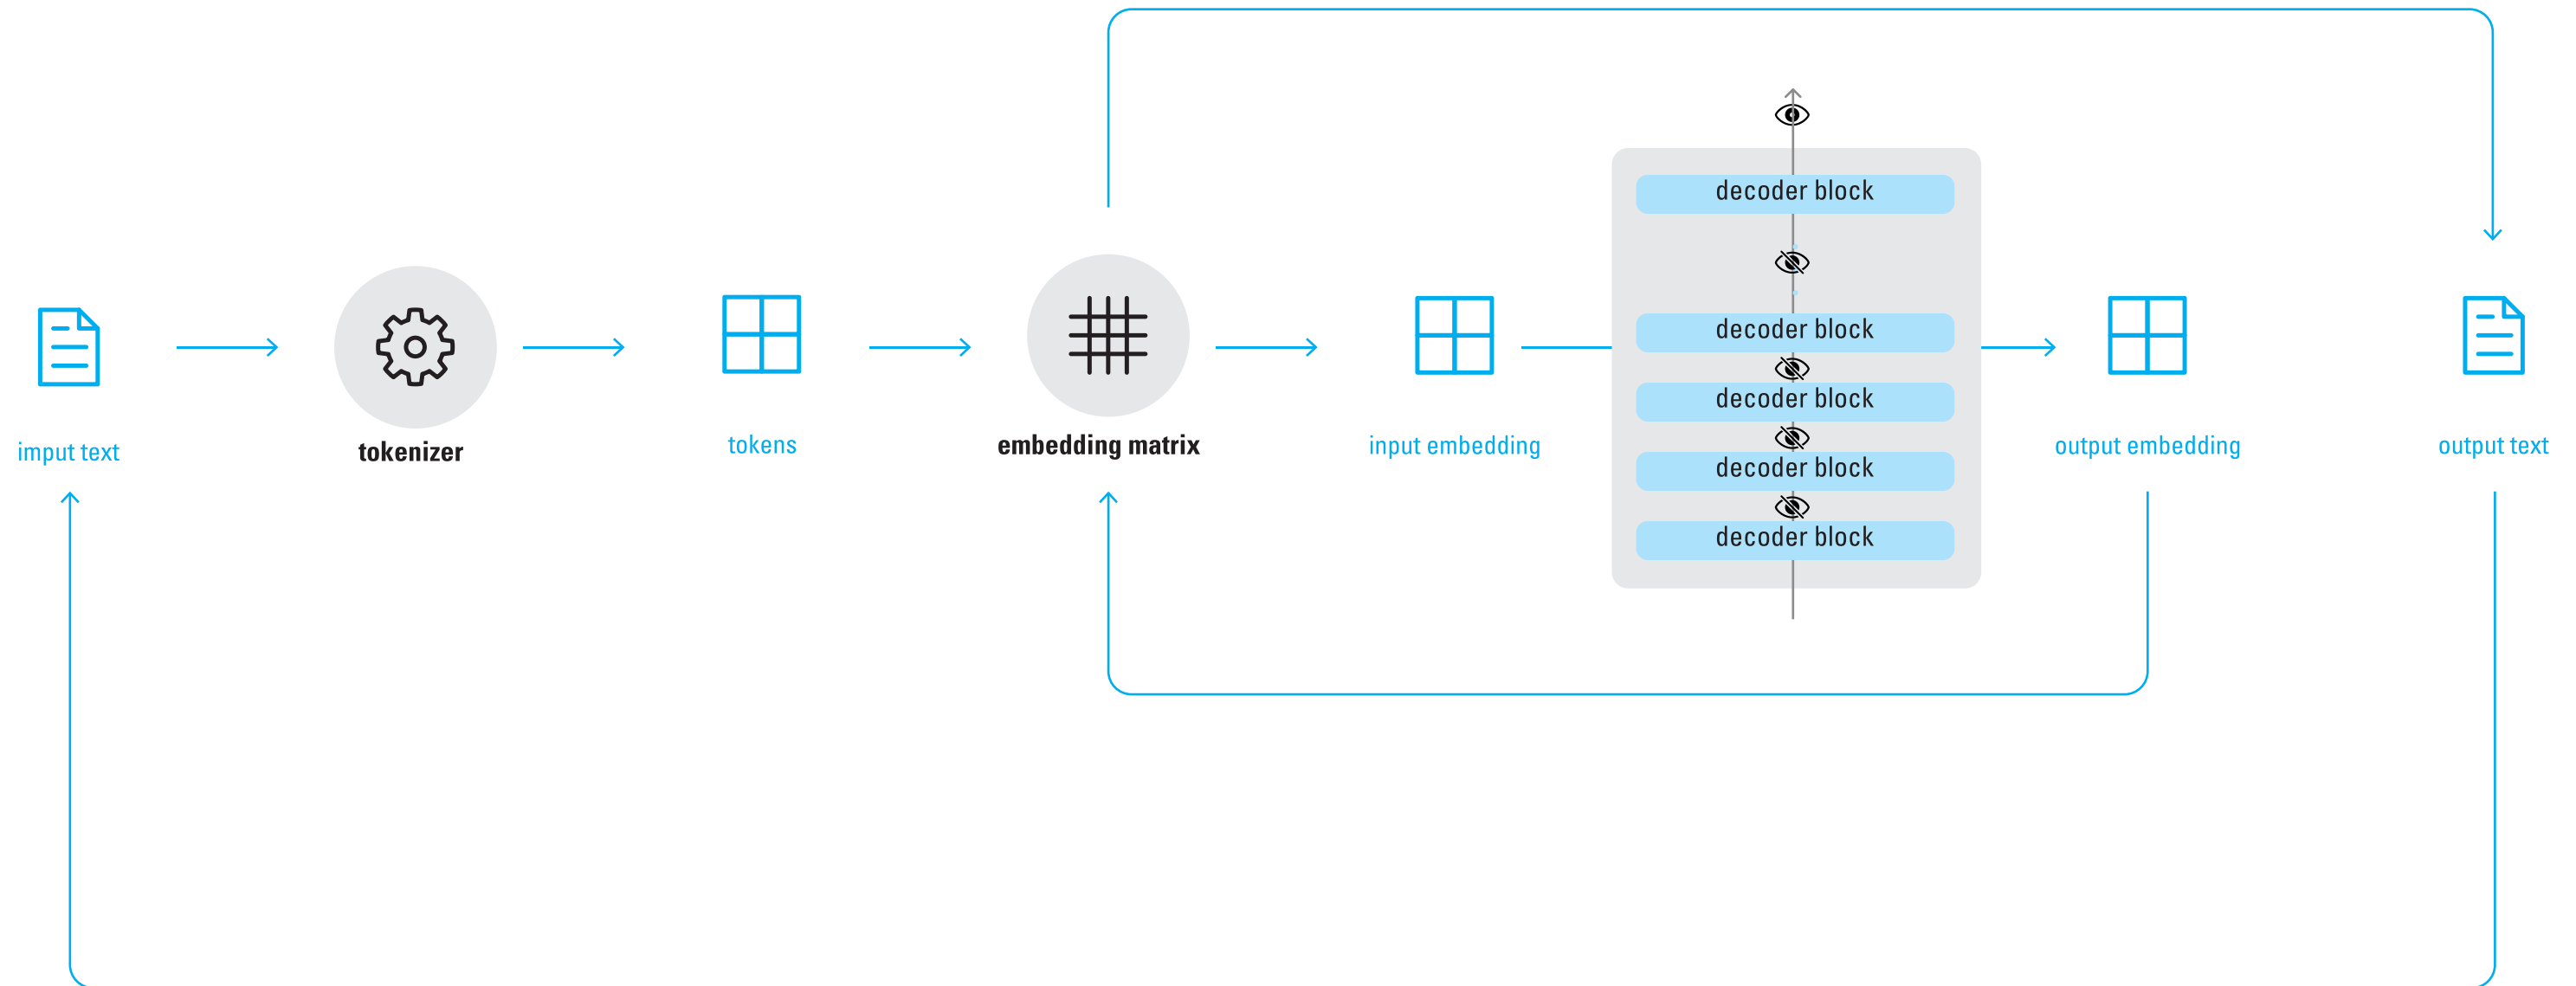 decoder block
decoder block
decoder block
decoder block
decoder block
imput text
tokenizer
tokens
embedding matrix
input embedding
output embedding
output text